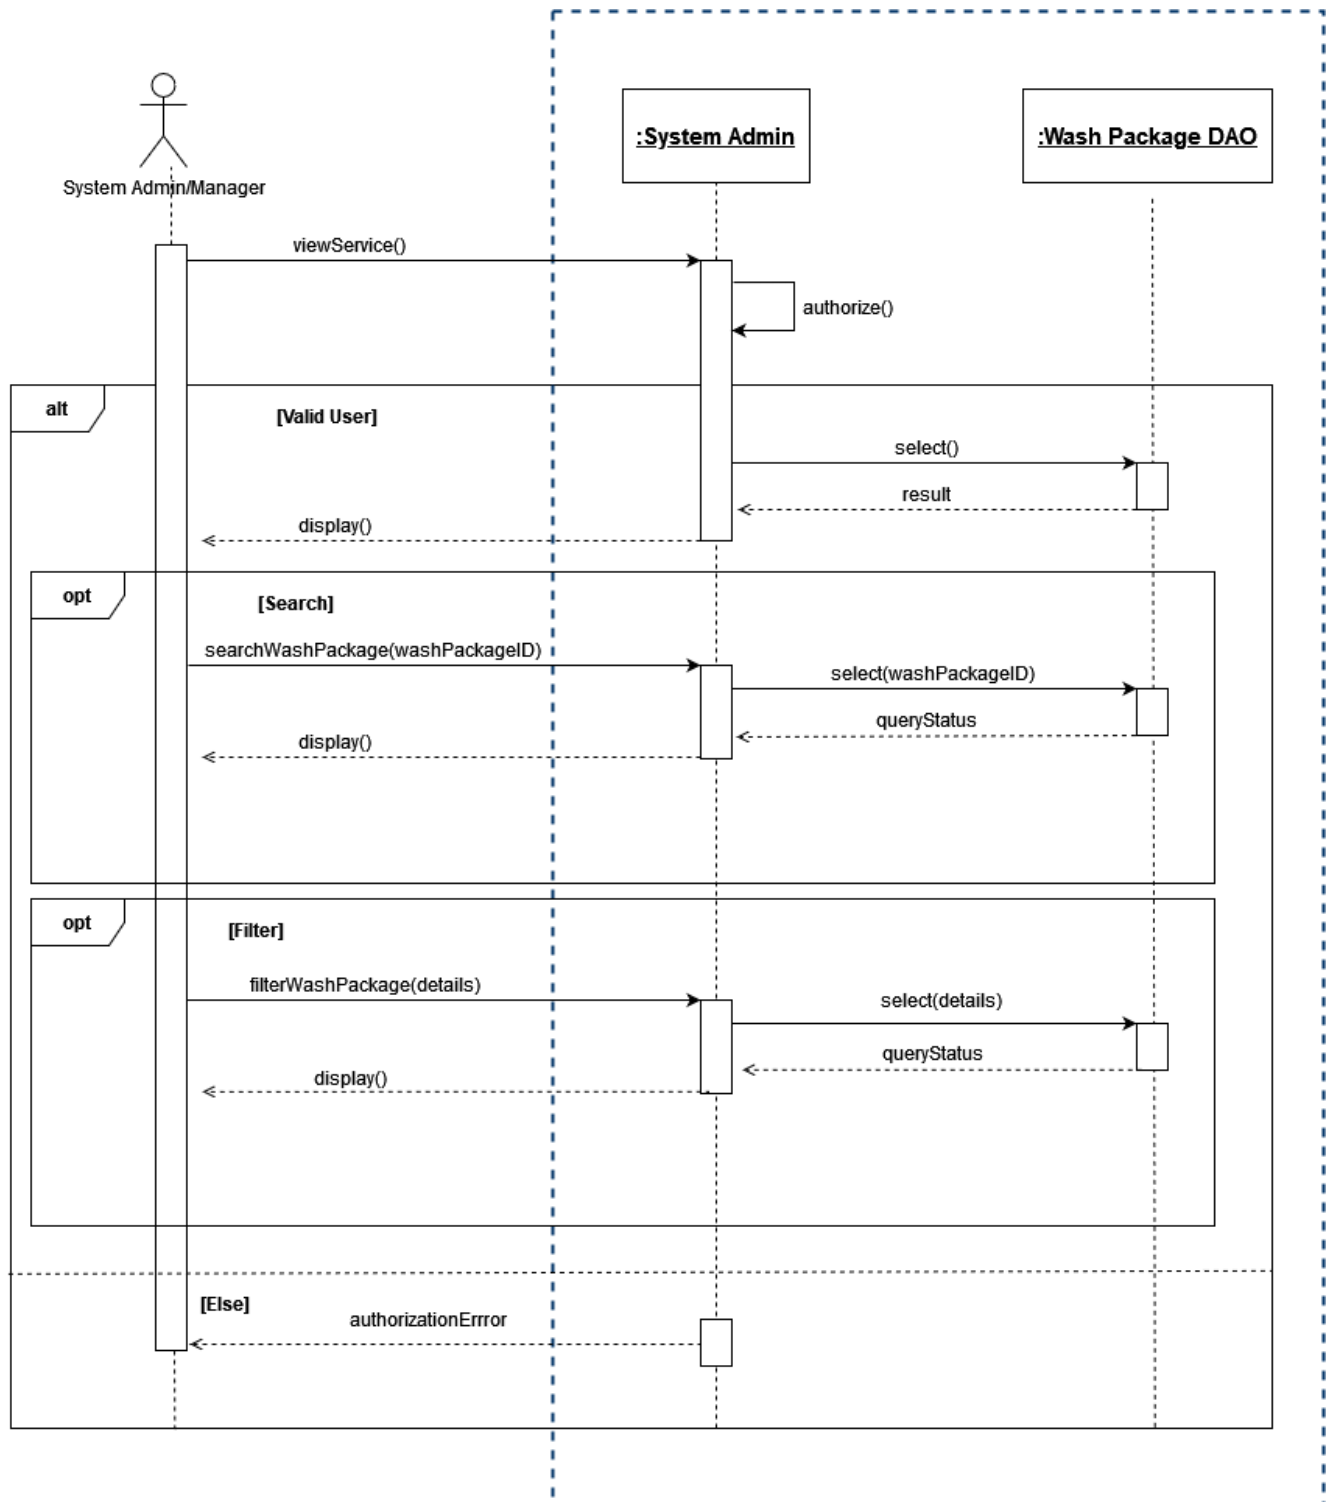 :System Admin
:Wash Package DAO
System Admin/Manager
viewService()
authorize()
alt
[Valid User]
select()
result
display()
opt
[Search]
searchWashPackage(washPackageID)
select(washPackageID)
queryStatus
display()
opt
[Filter]
filterWashPackage(details)
select(details)
queryStatus
display()
[Else]
authorizationErrror